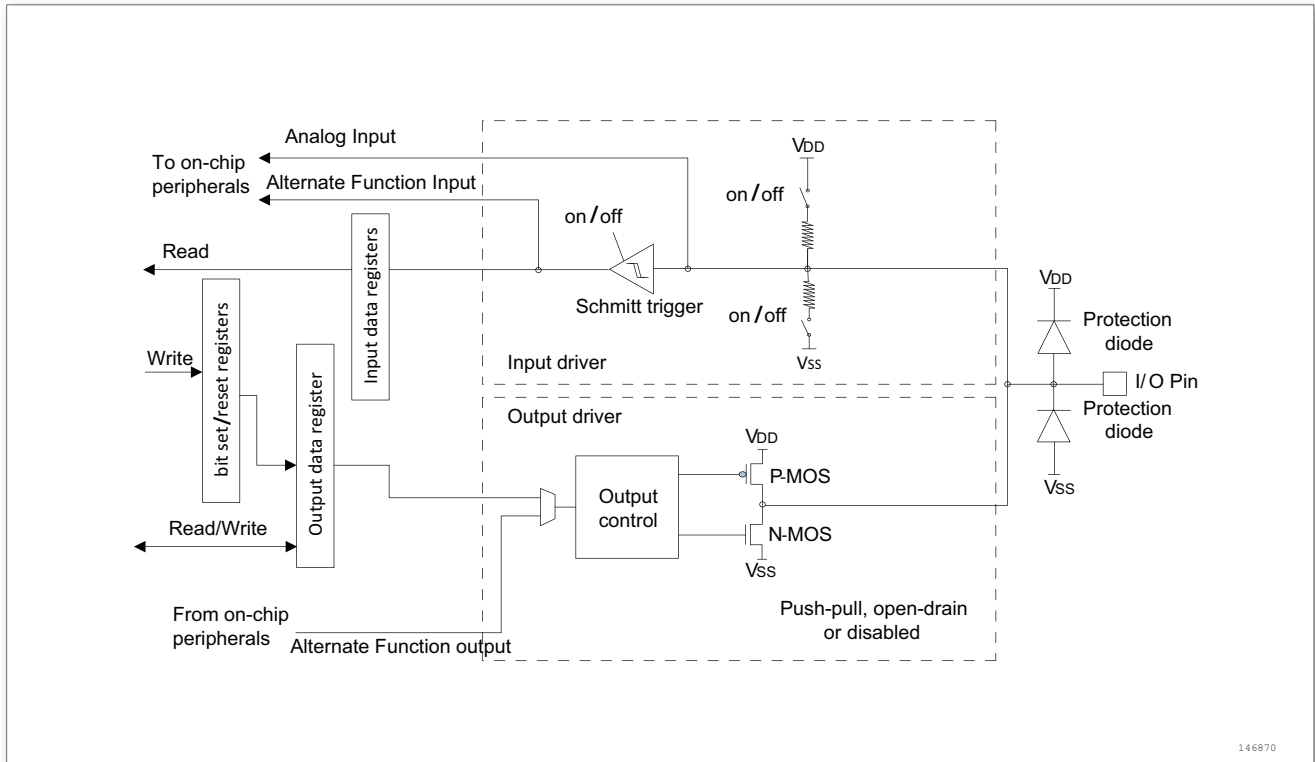 Analog Input
To on-chip
peripherals
Alternate Function Input
Read
Input data registers
on/off
Schmitt trigger
VDD
on/off
on/off
VSS
Input driver
Write
bit set/reset registers
Output data register
Read/Write
From on-chip
peripherals
Alternate Function output
Output driver
Output
control
VDD
P-MOS
N-MOS
VSS
Push-pull, open-drain
or disabled
VDD
Protection
diode
I/O Pin
Protection
diode
VSS
146870